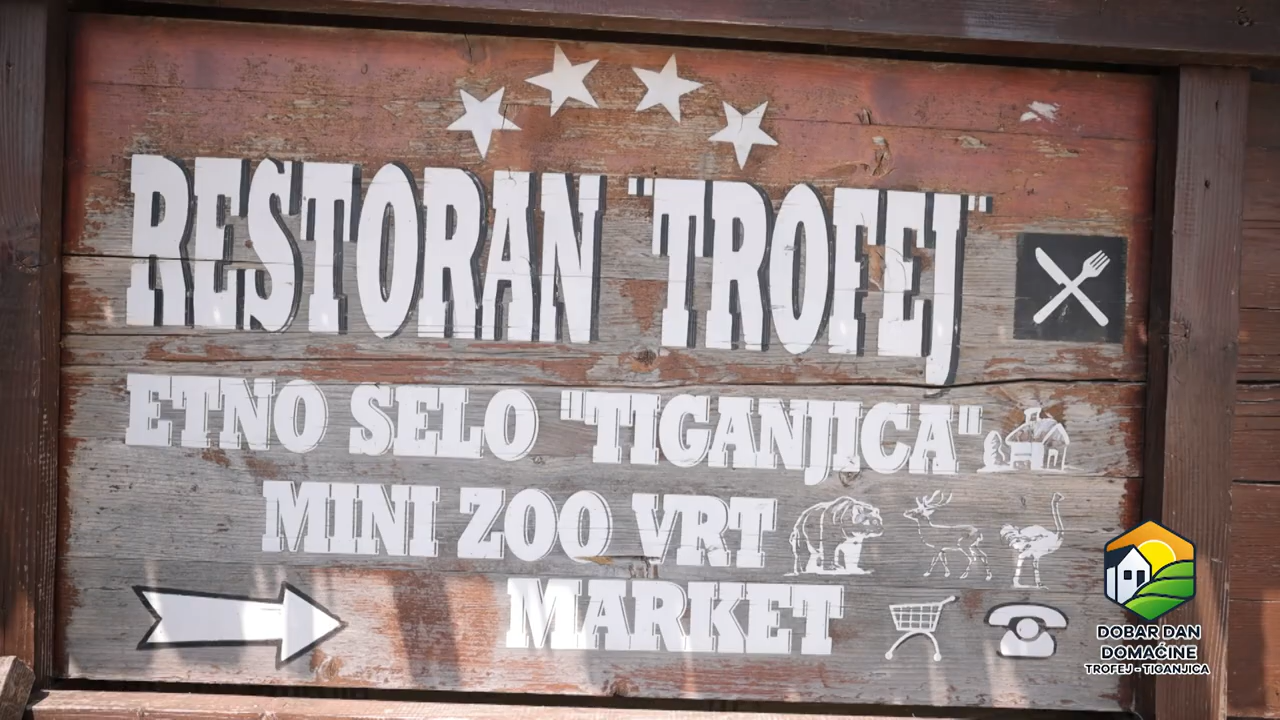 RESTORAN "TROFEJ"
ETNO SELO "TIGANJICA"
MINI ZOO VRT
MARKET
DOBAR DAN
DOMAĆINE
TROFEJ - TIGANJICA